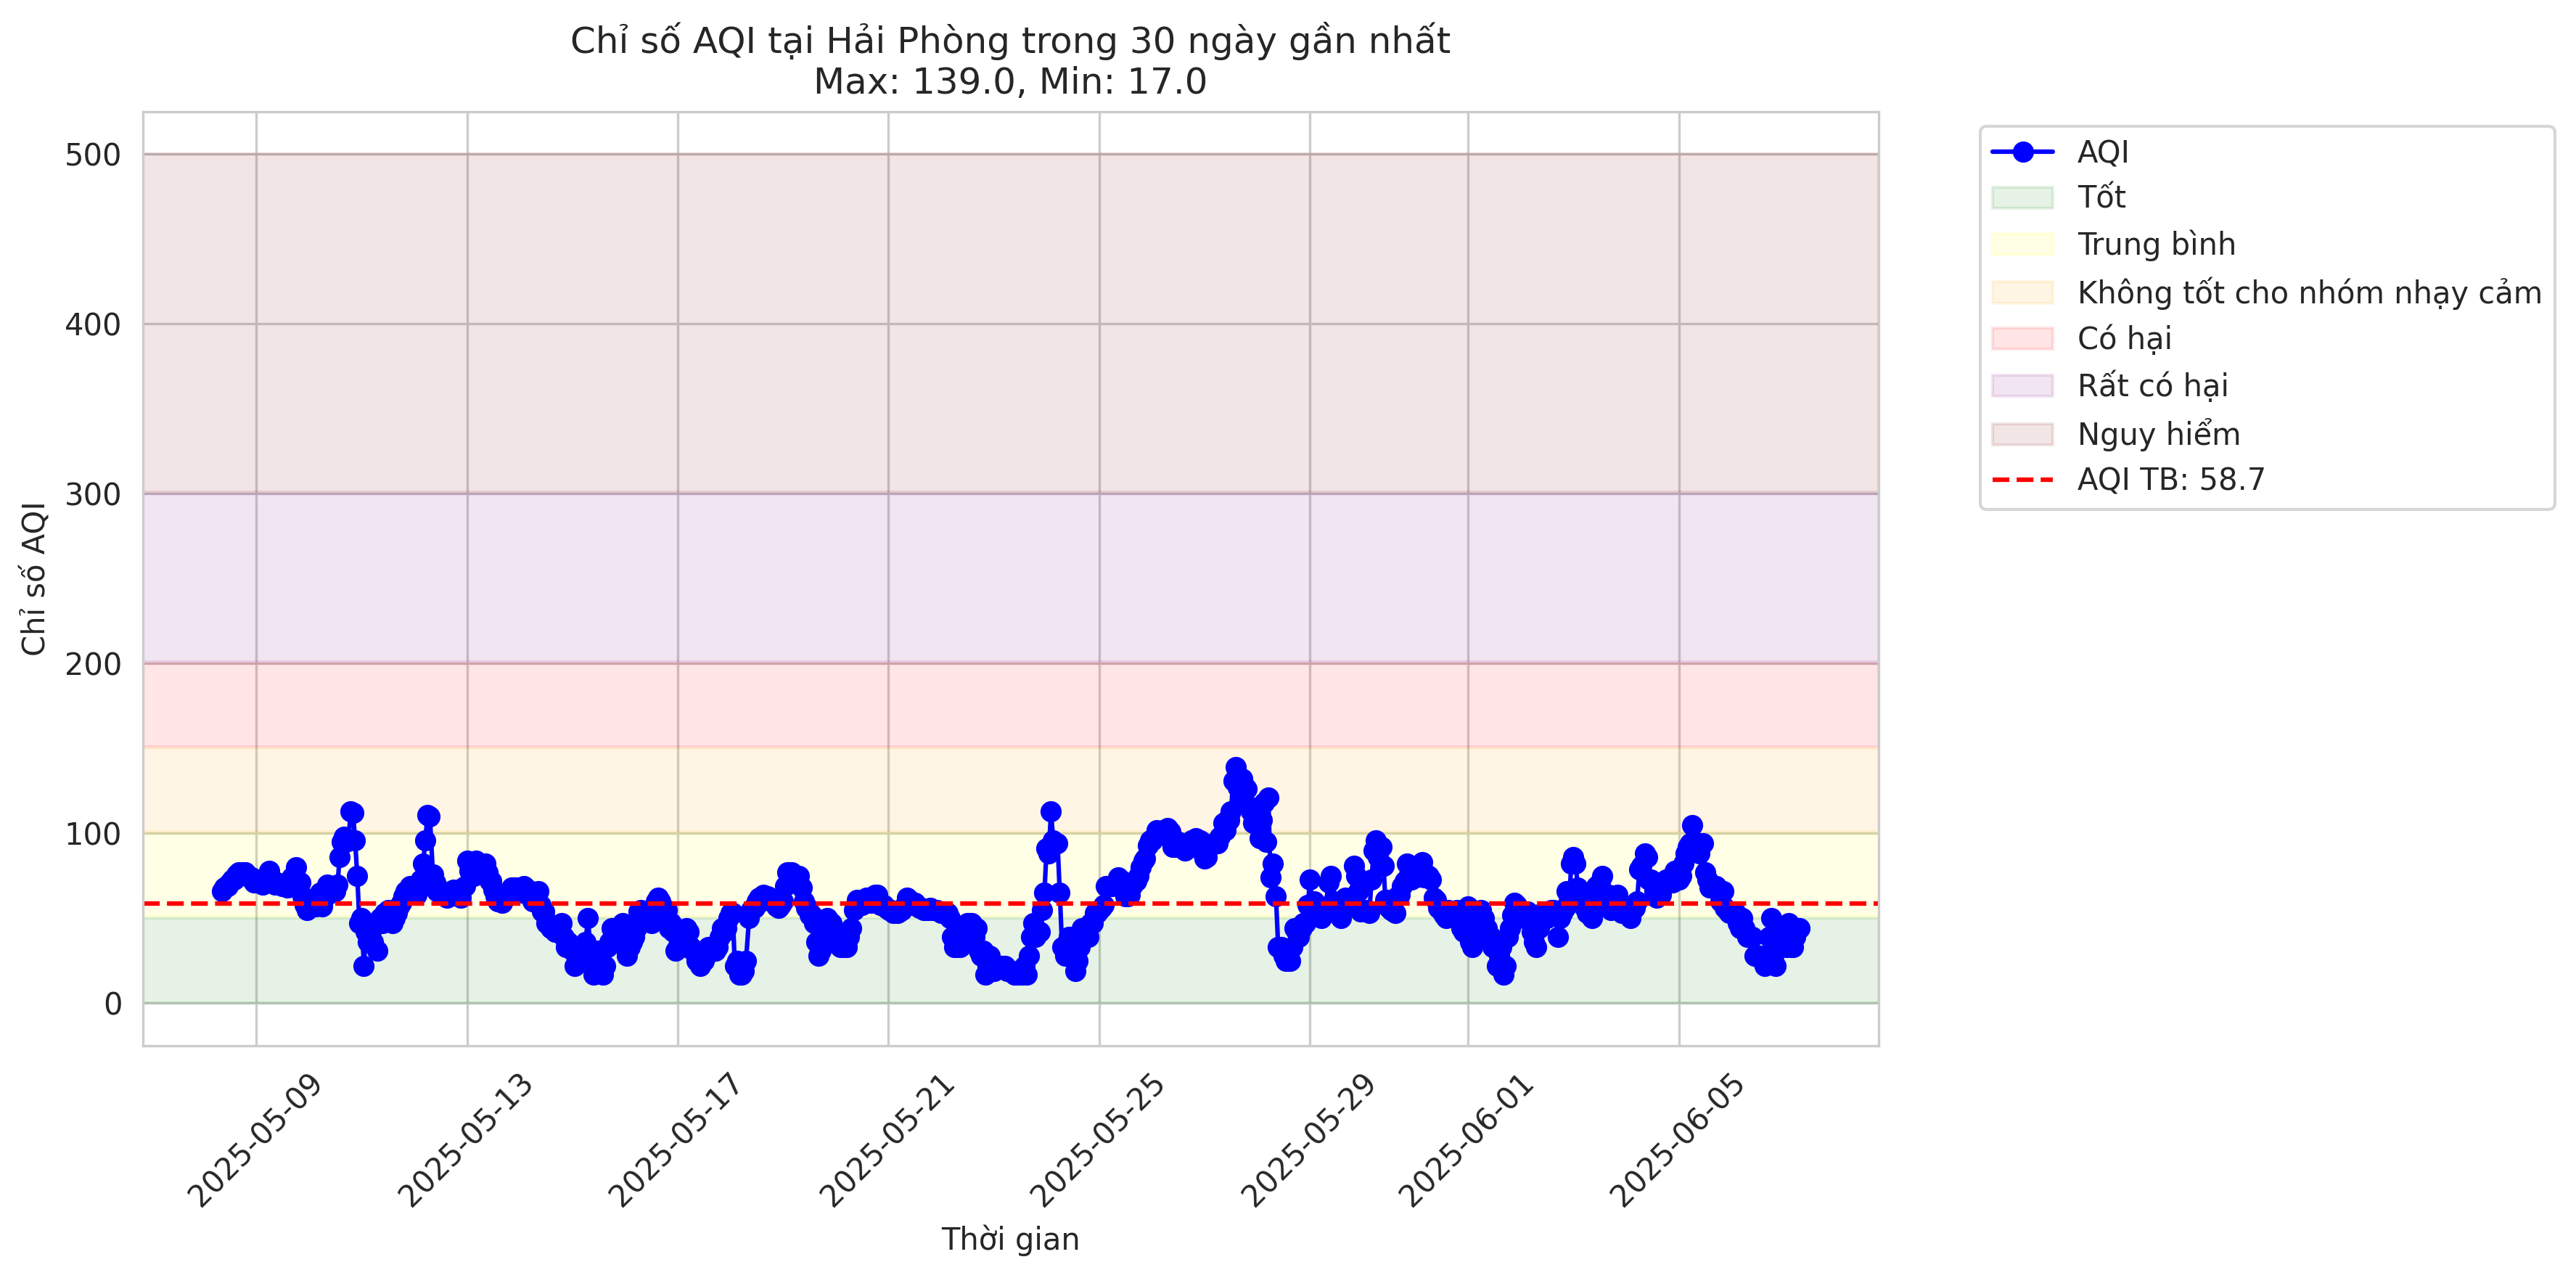 Chỉ số AQI tại Hải Phòng trong 30 ngày gần nhất
Max: 139.0, Min: 17.0
Chỉ số AQI
500
400
300
200
100
0
2025-05-09
2025-05-13
2025-05-17
2025-05-21
2025-05-25
2025-05-29
2025-06-01
2025-06-05
Thời gian
AQI
Tốt
Trung bình
Không tốt cho nhóm nhạy cảm
Có hại
Rất có hại
Nguy hiểm
AQI TB: 58.7